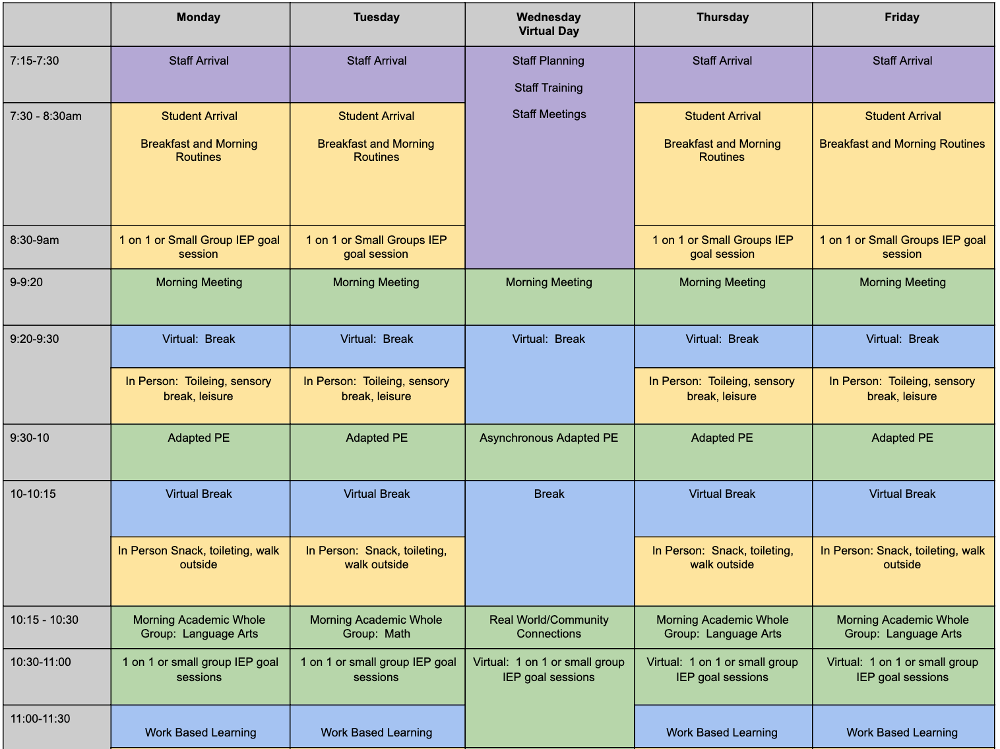 Monday Tuesday Wednesday Thursday Friday
Virtual Day
7:15-7:30 Staff Arrival Staff Arrival Staff Planning Staff Arrival Staff Arrival
Staff Training
Staff Meetings
7:30 - 8:30am Student Arrival Student Arrival Student Arrival Student Arrival
Breakfast and Morning Breakfast and Morning Breakfast and Morning Breakfast and Morning Routines
Routines Routines Routines
8:30-9am 1 on 1 or Small Group IEP goal 1 on 1 or Small Groups IEP 1 on 1 or Small Groups IEP 1 on 1 or Small Groups IEP goal
session goal session goal session session
9-9:20 Morning Meeting Morning Meeting Morning Meeting Morning Meeting Morning Meeting
9:20-9:30 Virtual: Break Virtual: Break Virtual: Break Virtual: Break Virtual: Break
In Person: Toileing, sensory In Person: Toileing, sensory In Person: Toileing, sensory In Person: Toileing, sensory
break, leisure break, leisure break, leisure break, leisure
9:30-10 Adapted PE Adapted PE Asynchronous Adapted PE Adapted PE Adapted PE
10-10:15 Virtual Break Virtual Break Break Virtual Break Virtual Break
In Person Snack, toileting, walk In Person: Snack, toileting, In Person: Snack, toileting, In Person: Snack, toileting, walk
outside walk outside walk outside outside
10:15 - 10:30 Morning Academic Whole Morning Academic Whole Real World/Community Morning Academic Whole Morning Academic Whole
Group: Language Arts Group: Math Connections Group: Language Arts Group: Language Arts
10:30-11:00 1 on 1 or small group IEP goal 1 on 1 or small group IEP goal Virtual: 1 on 1 or small group Virtual: 1 on 1 or small group Virtual: 1 on 1 or small group
sessions sessions IEP goal sessions IEP goal sessions IEP goal sessions
11:00-11:30
Work Based Learning Work Based Learning Work Based Learning Work Based Learning